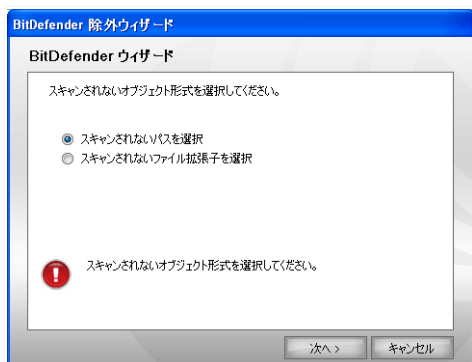 BitDefender 除外ウィザード
BitDefender ウィザード
スキャンされないオブジェクト形式を選択してください。
スキャンされないパスを選択
スキャンされないファイル拡張子を選択
スキャンされないオブジェクト形式を選択してください。
次へ >
キャンセル